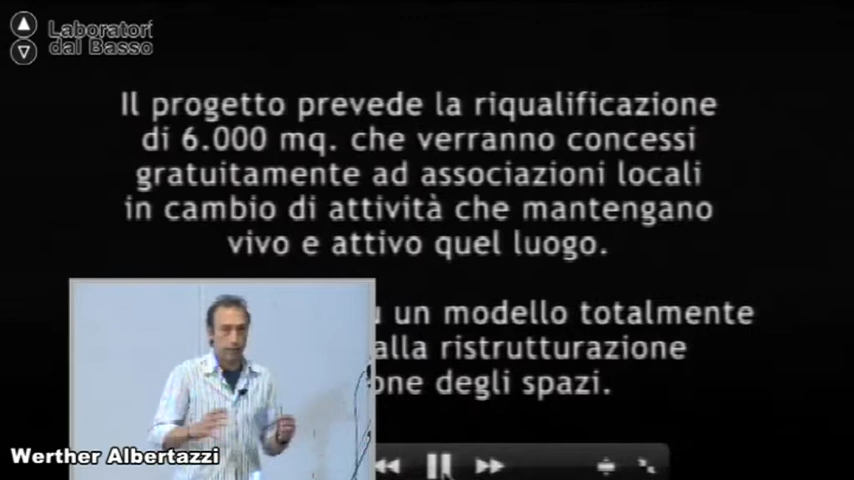 Laboratori
dal Basso
Il progetto prevede la riqualificazione
di 6.000 mq. che verranno concessi
gratuitamente ad associazioni locali
in cambio di attività che mantengano
vivo e attivo quel luogo.
un modello totalmente
alla ristrutturazione
degli spazi.
Werther Albertazzi